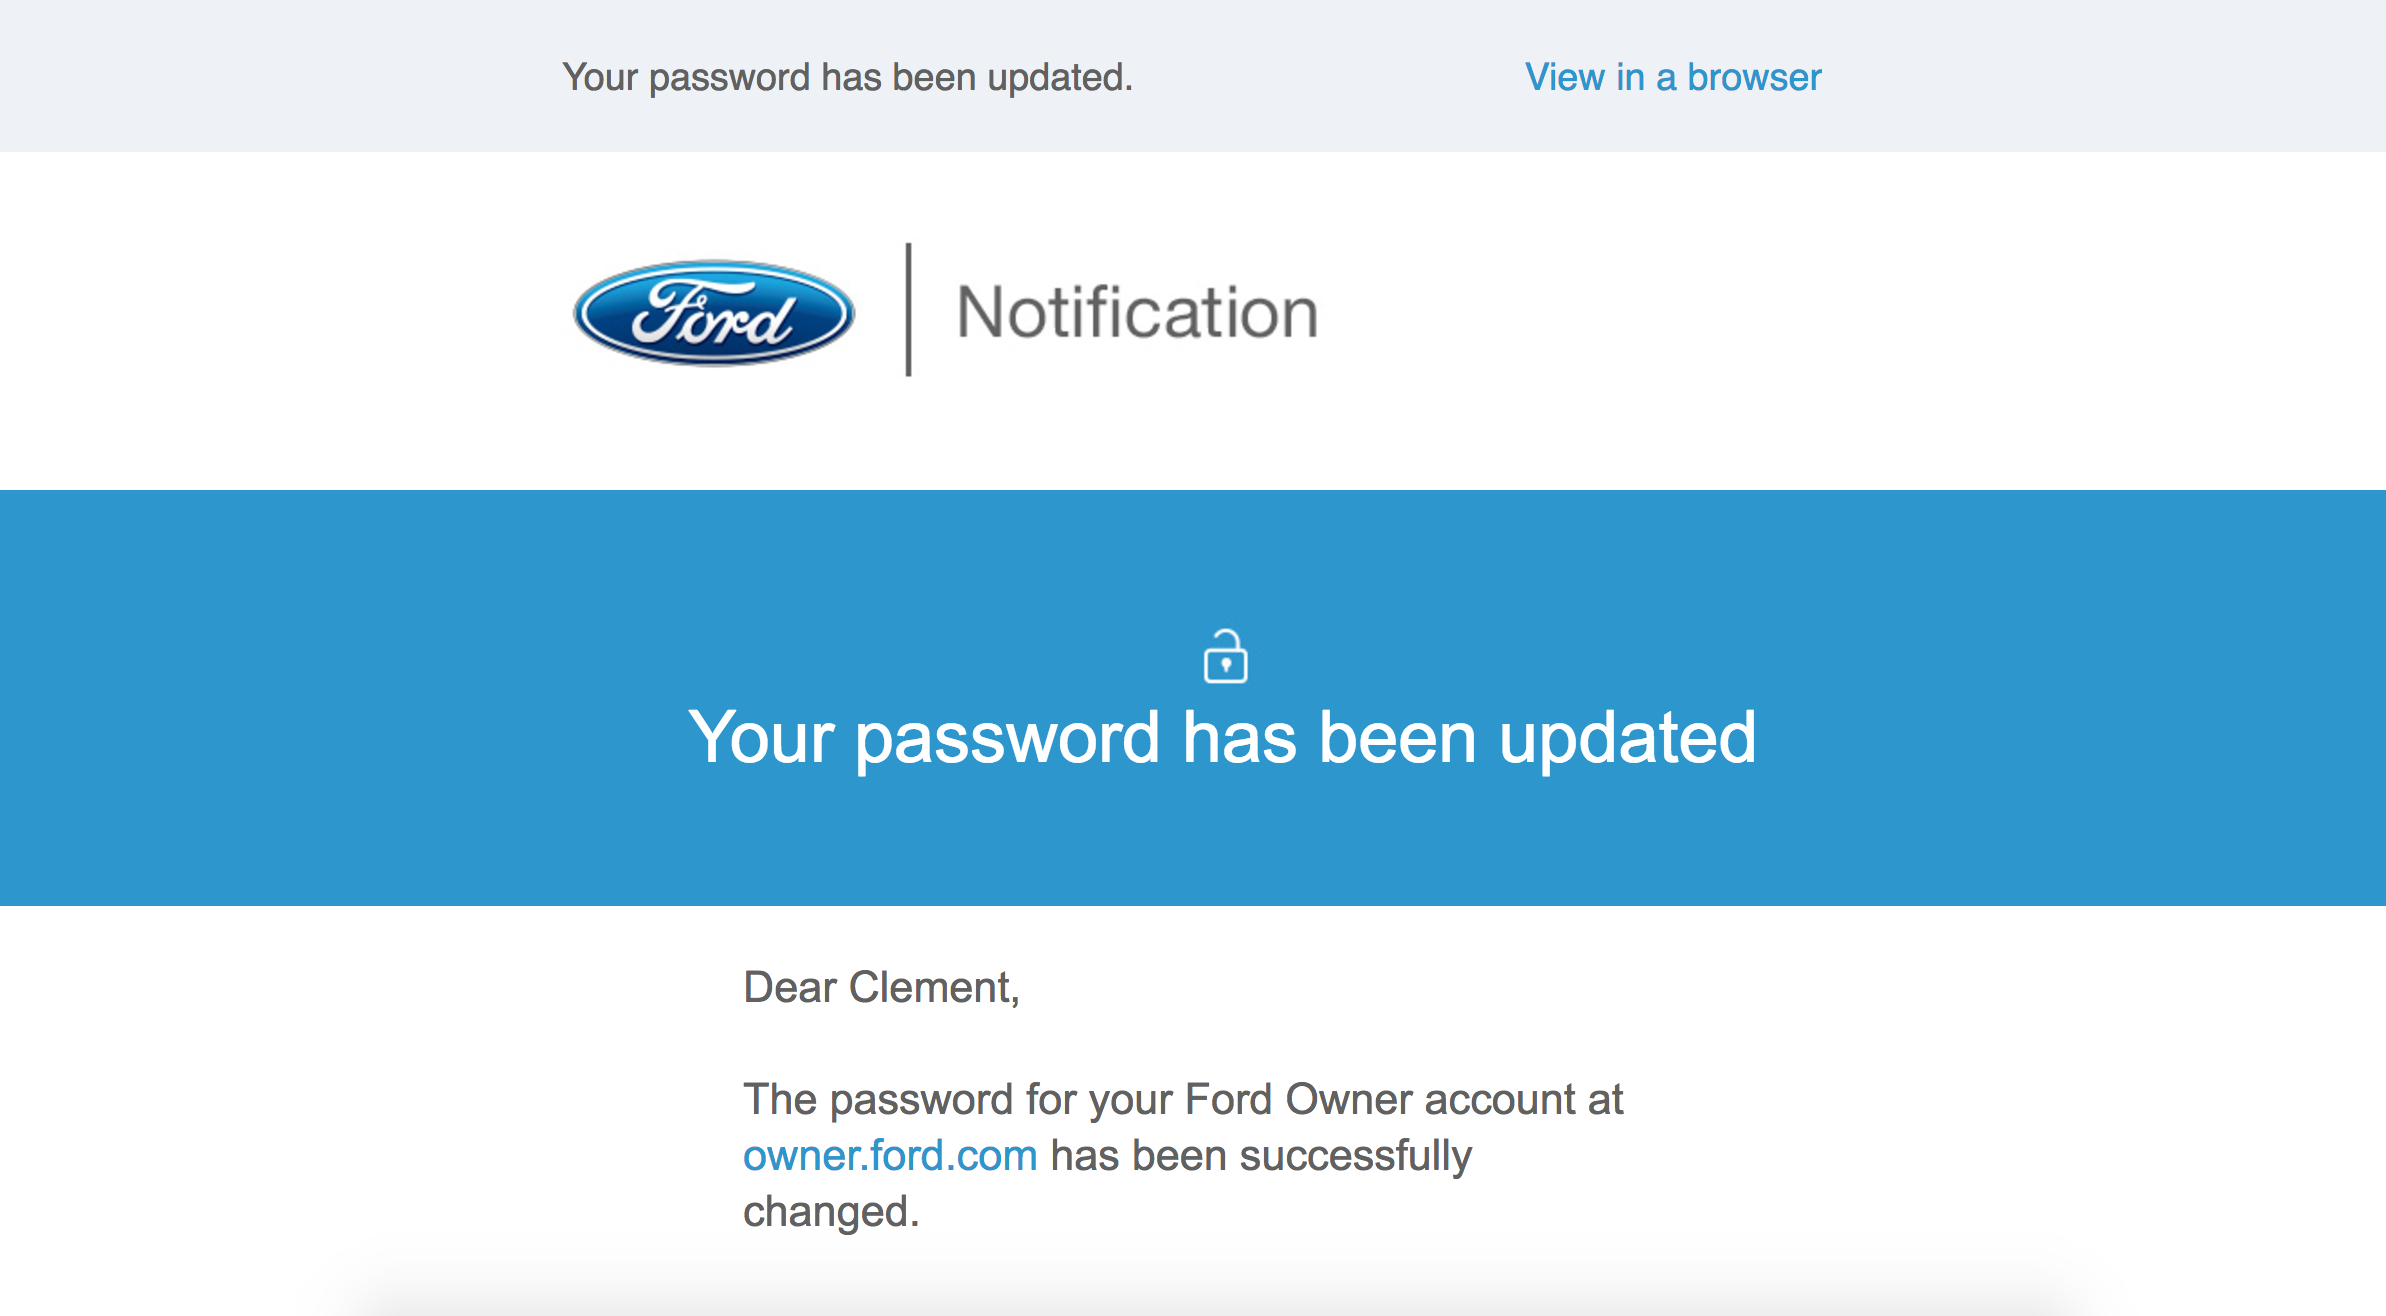 Your password has been updated.
View in a browser
Ford
Notification
Your password has been updated
Dear Clement,
The password for your Ford Owner account at
owner.ford.com has been successfully
changed.